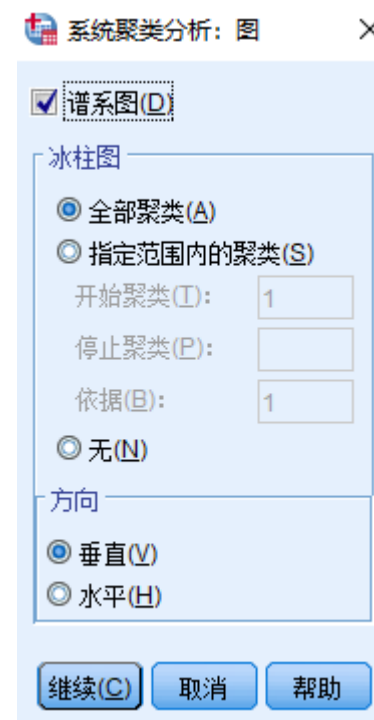 系统聚类分析：图
谱系图(D)
冰柱图
全部聚类(A)
指定范围内的聚类(S)
开始聚类(T)： 1
停止聚类(P)：
依据(B)： 1
无(N)
方向
垂直(V)
水平(H)
继续(C) 取消 帮助